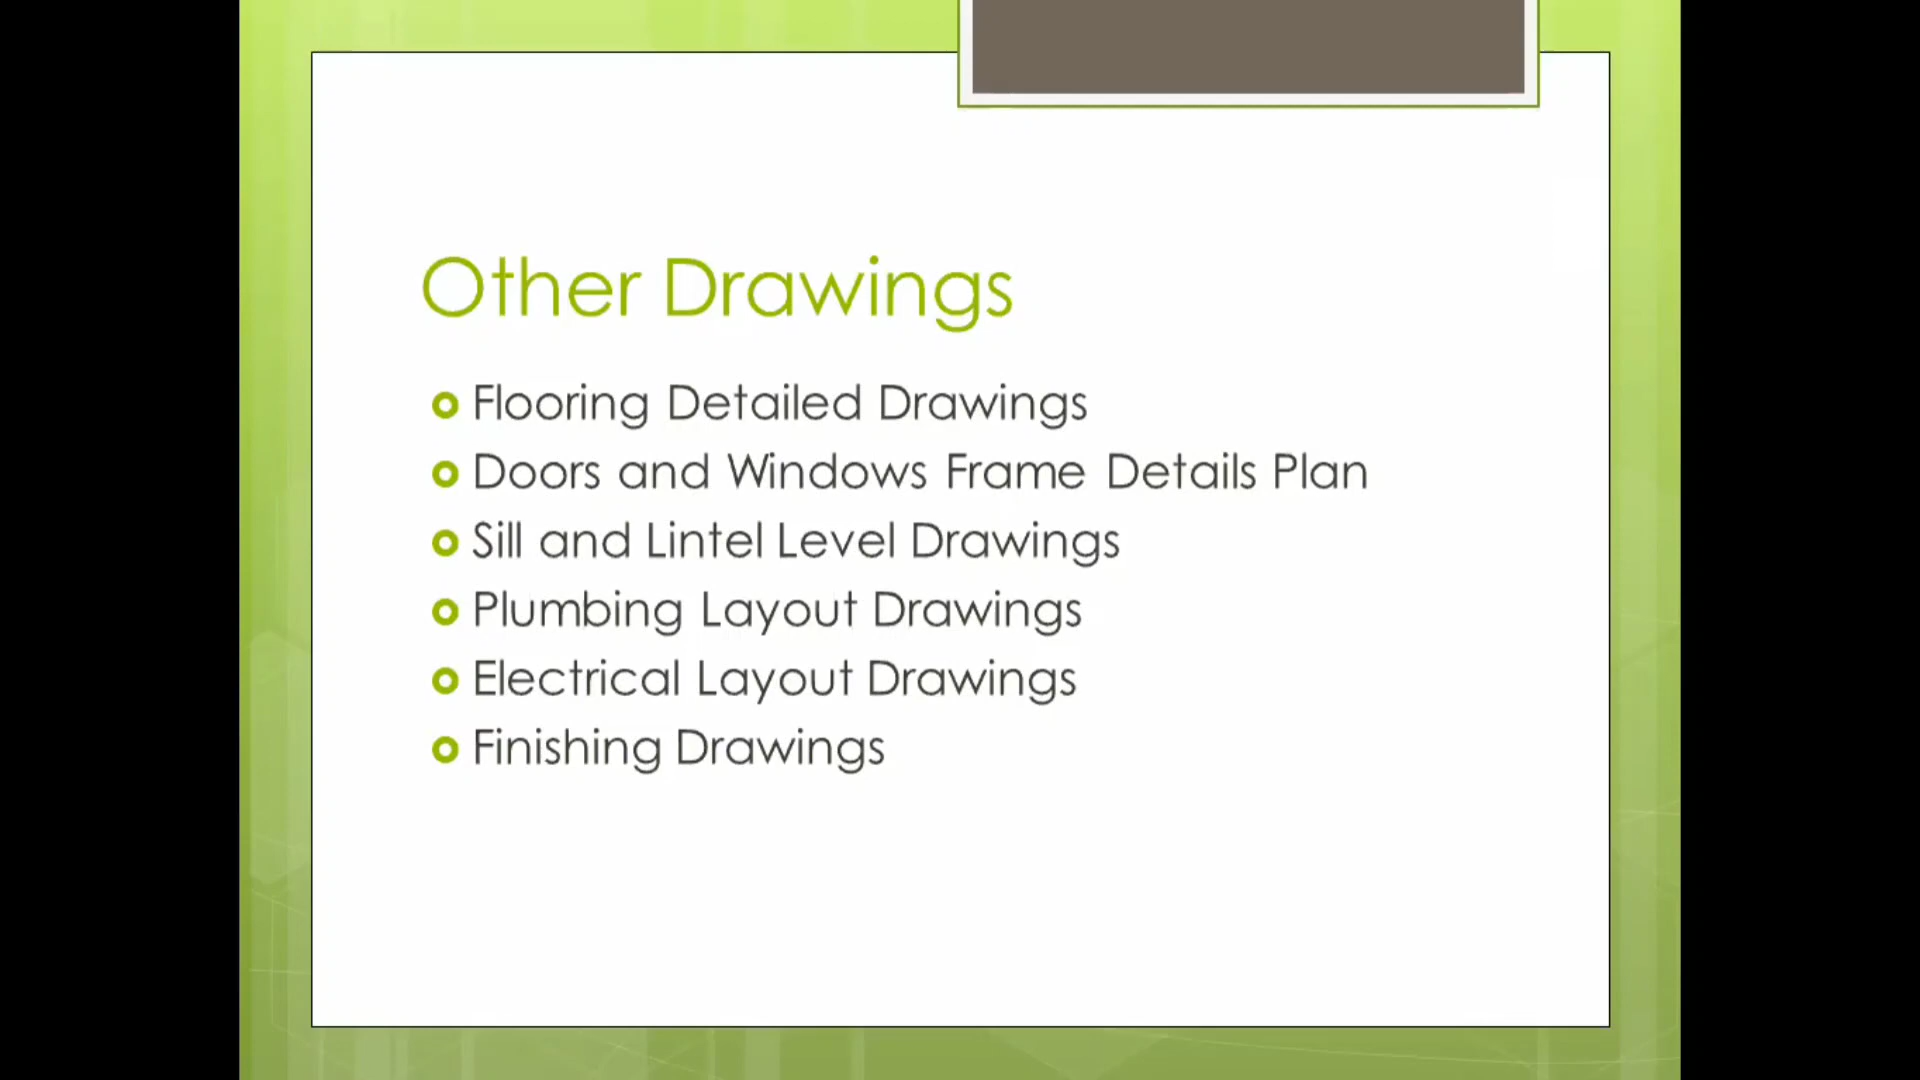 Other Drawings
Flooring Detailed Drawings
Doors and Windows Frame Details Plan
Sill and Lintel Level Drawings
Plumbing Layout Drawings
Electrical Layout Drawings
Finishing Drawings